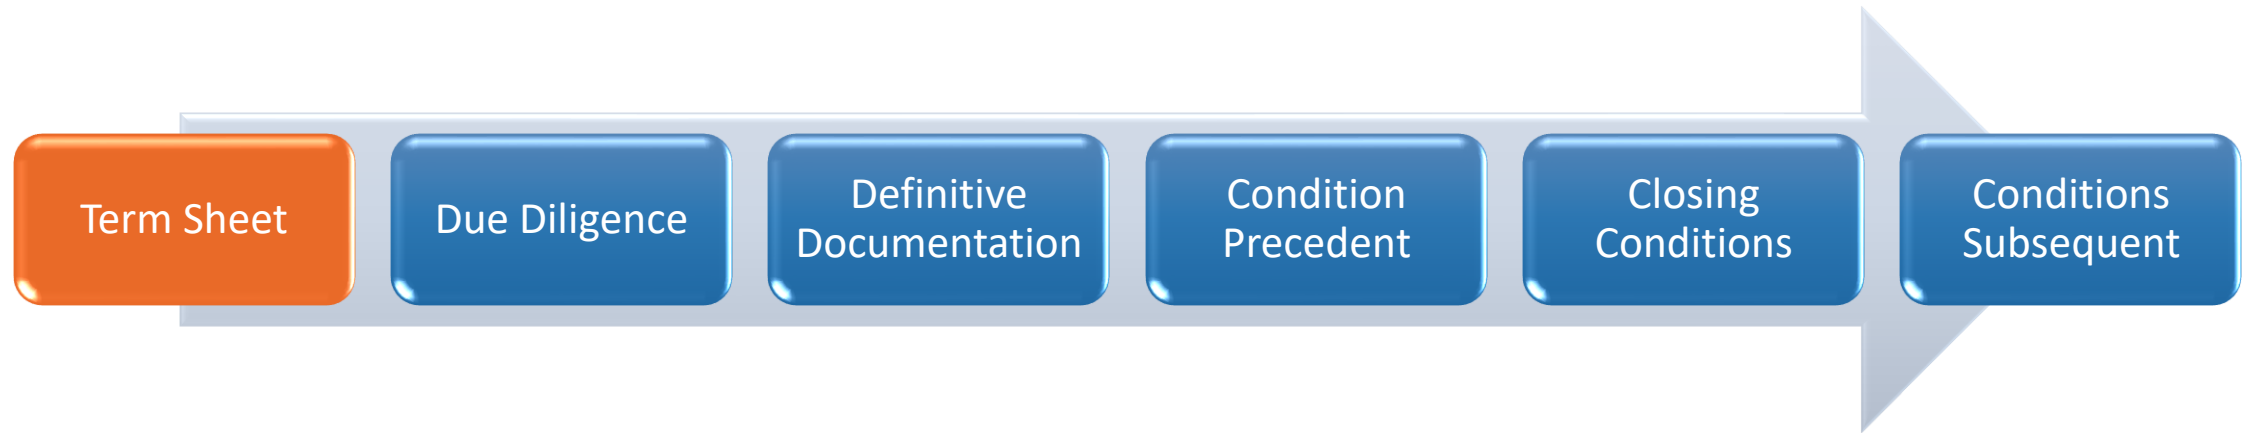 Term Sheet
Due Diligence
Definitive
Documentation
Condition
Precedent
Closing
Conditions
Conditions
Subsequent